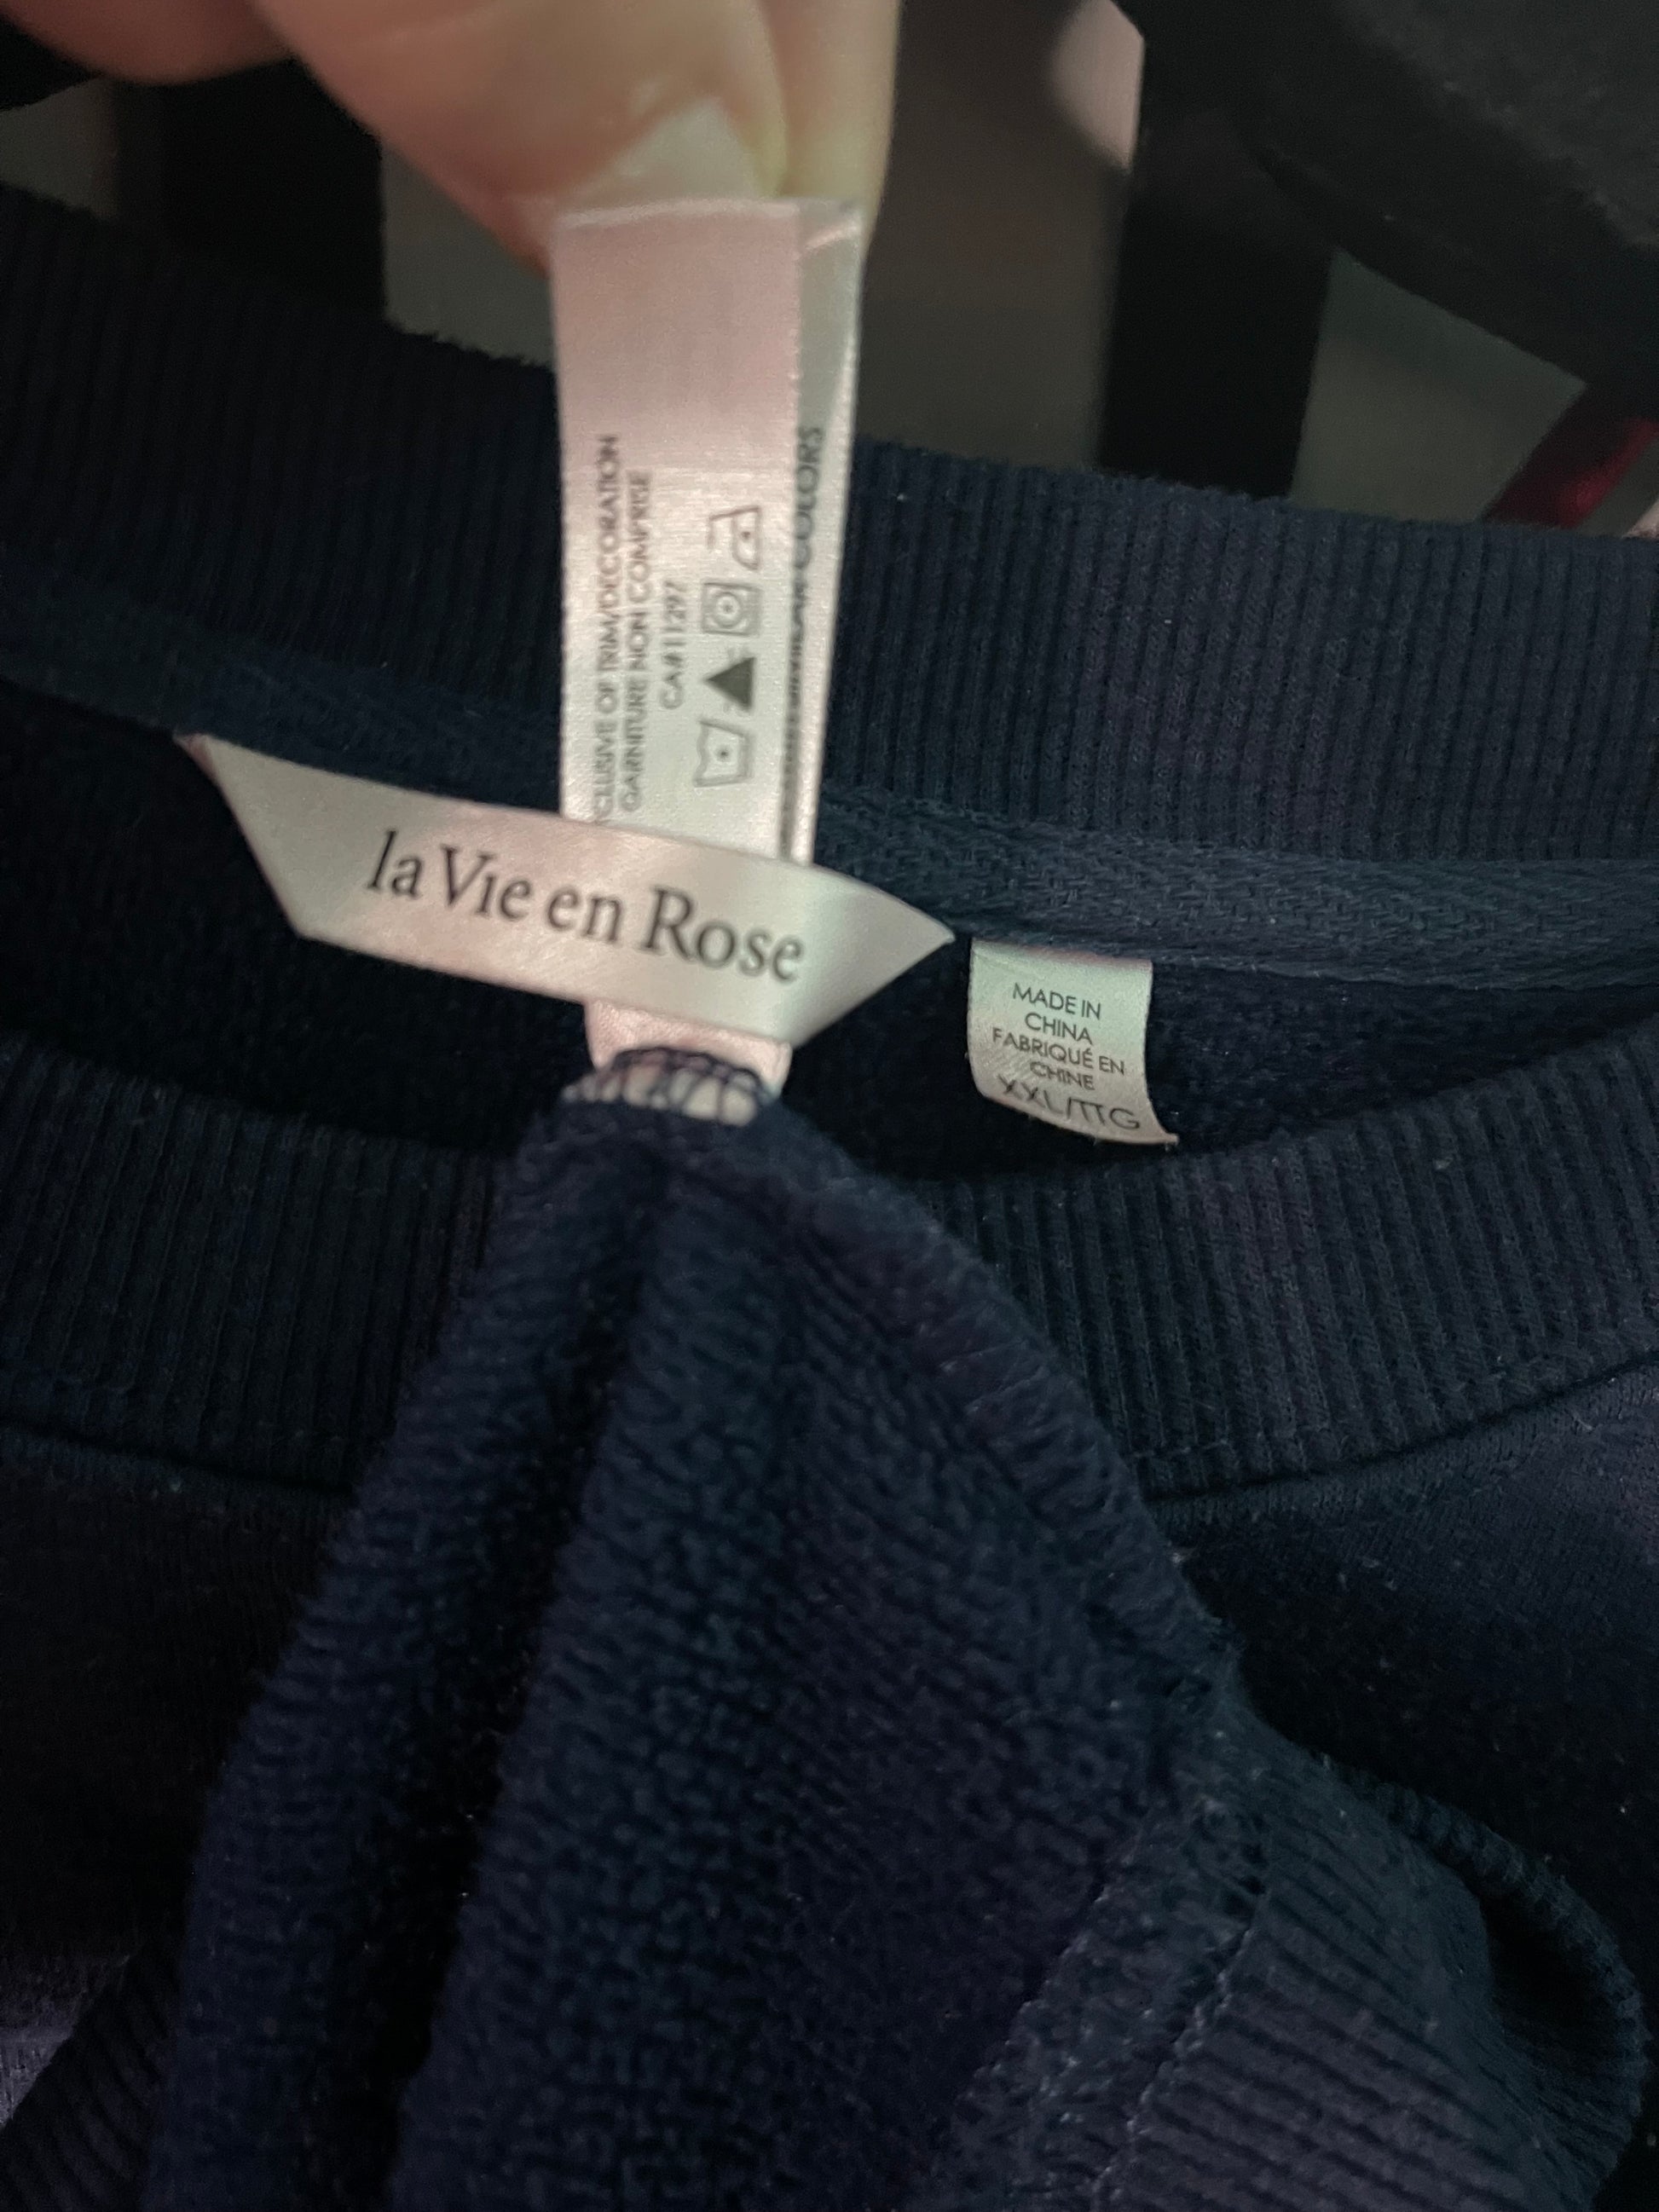 EXCLUSIVE OF TRIM/DECORATION
GARNITURE NON COMPRISE
CA#11297
COLORS
la Vie en Rose
MADE IN
CHINA
FABRIQUÉ EN
CHINE
XXL/TTG